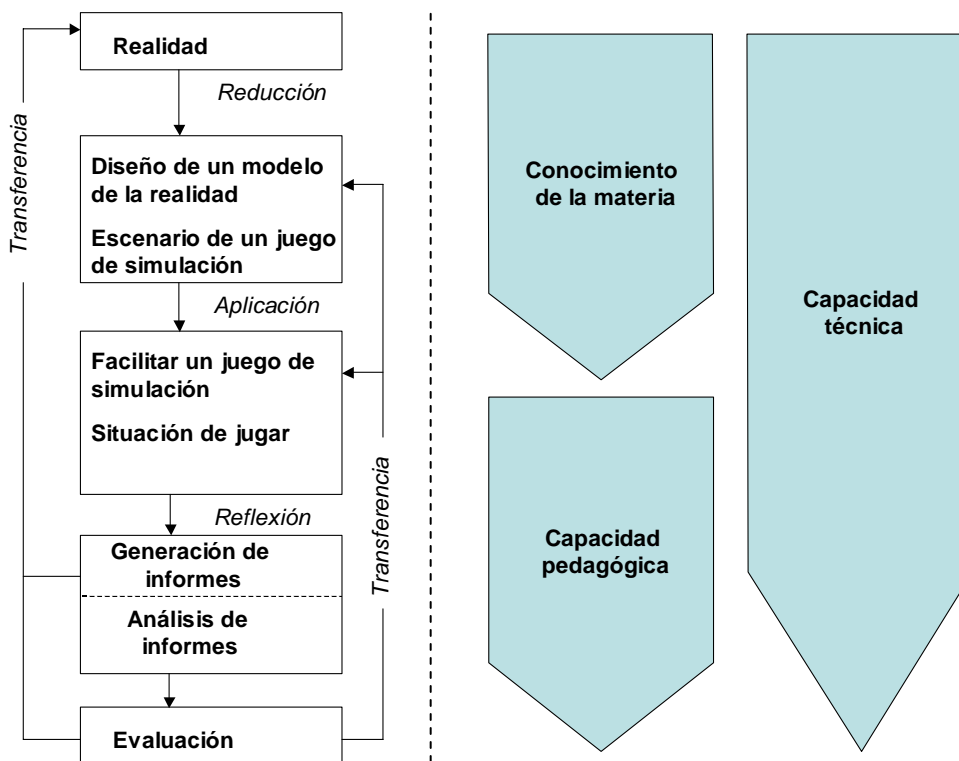 Realidad
Reducción
Transferencia
Diseño de un modelo
de la realidad
Escenario de un juego
de simulación
Aplicación
Facilitar un juego de
simulación
Situación de jugar
Transferencia
Reflexión
Generación de
informes
Análisis de
informes
Evaluación
Conocimiento
de la materia
Capacidad
pedagógica
Capacidad
técnica